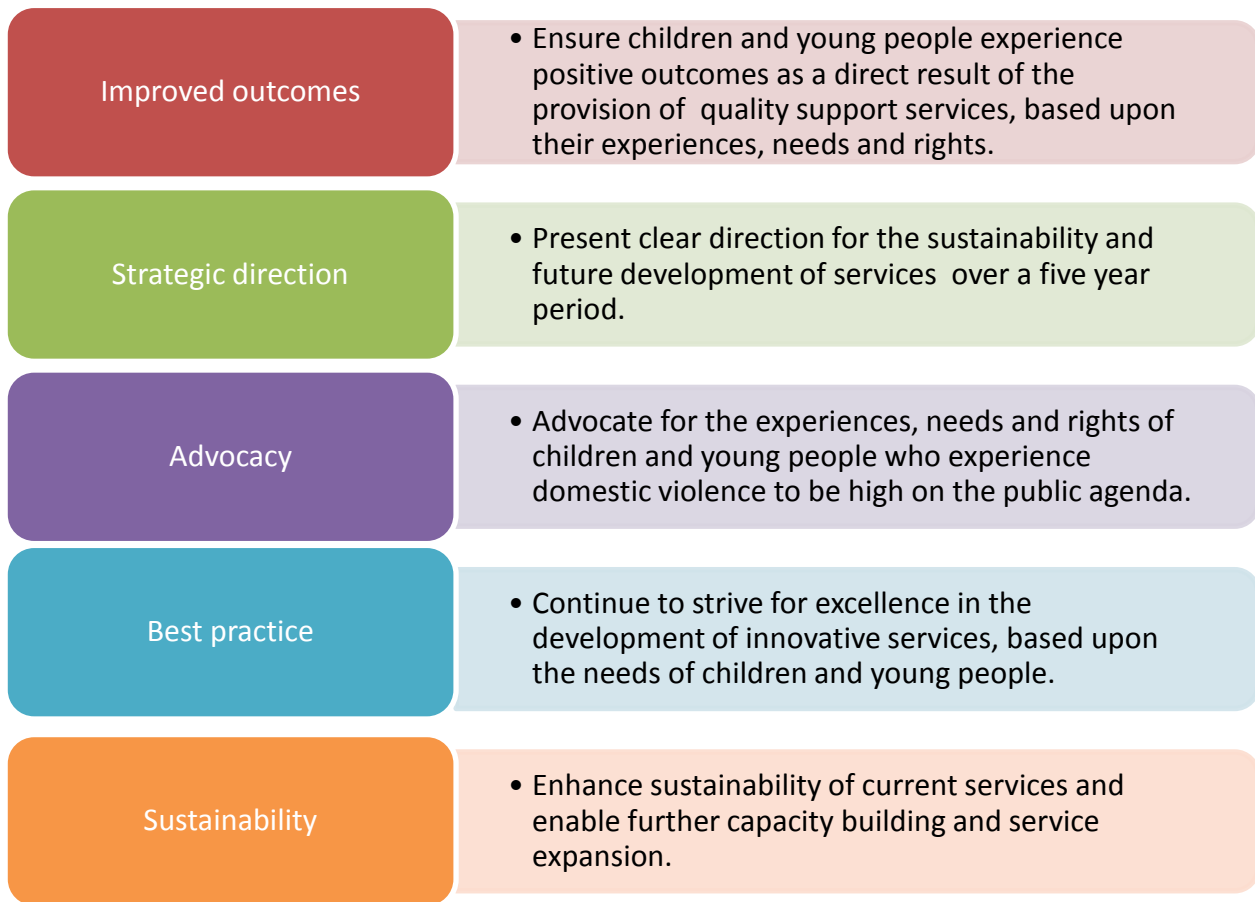 Improved outcomes
• Ensure children and young people experience
positive outcomes as a direct result of the
provision of quality support services, based upon
their experiences, needs and rights.
Strategic direction
• Present clear direction for the sustainability and
future development of services over a five year
period.
Advocacy
• Advocate for the experiences, needs and rights of
children and young people who experience
domestic violence to be high on the public agenda.
Best practice
• Continue to strive for excellence in the
development of innovative services, based upon
the needs of children and young people.
Sustainability
• Enhance sustainability of current services and
enable further capacity building and service
expansion.